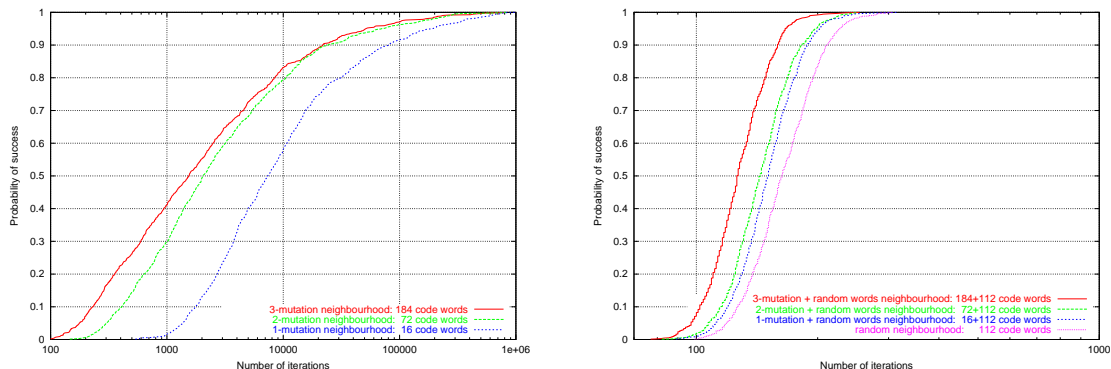 1
0.9
0.8
0.7
0.6
0.5
0.4
0.3
0.2
0.1
0
Probability of success
100
1000
10000
100000
1e+06
Number of iterations
3-mutation neighbourhood: 184 code words
2-mutation neighbourhood: 72 code words
1-mutation neighbourhood: 16 code words
1
0.9
0.8
0.7
0.6
0.5
0.4
0.3
0.2
0.1
0
Probability of success
100
1000
Number of iterations
3-mutation + random words neighbourhood: 184+112 code words
2-mutation + random words neighbourhood: 72+112 code words
1-mutation + random words neighbourhood: 16+112 code words
random neighbourhood: 112 code words